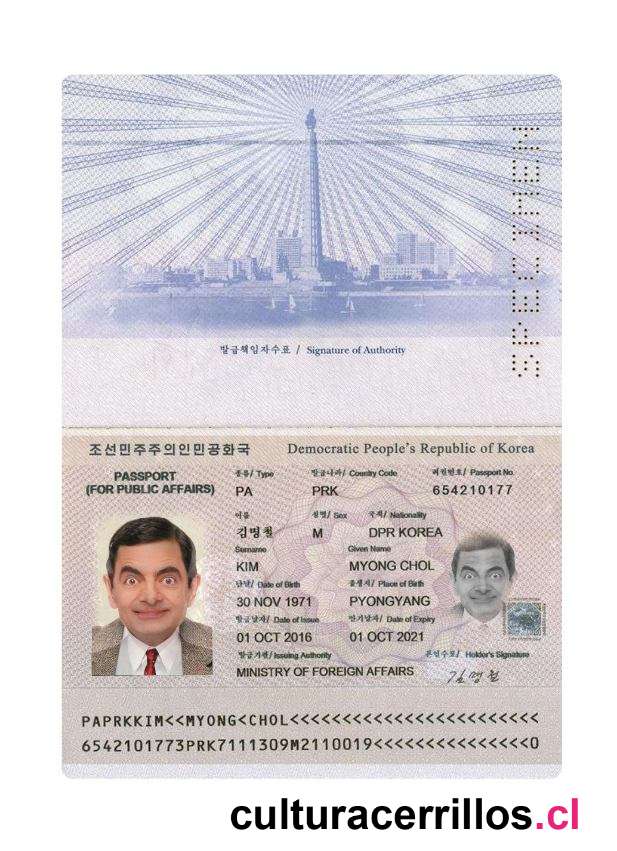 SPECIMEN
발급책임자수표 / Signature of Authority
조선민주주의인민공화국 Democratic People's Republic of Korea
PASSPORT
(FOR PUBLIC AFFAIRS)
종류/ Type 발급나라/ Country Code 려권번호/ Passport No.
PA PRK 654210177
이름 성별/ Sex 국적/ Nationality
김명철 M DPR KOREA
Surname Given Name
KIM MYONG CHOL
난날/ Date of Birth 난곳/ Place of Birth
30 NOV 1971 PYONGYANG
발급날자/ Date of Issue 만기날자/ Date of Expiry
01 OCT 2016 01 OCT 2021
발급기관/ Issuing Authority 본인수표/ Holder's Signature
MINISTRY OF FOREIGN AFFAIRS 김명철
PAPRKKIM<<MYONG<CHOL<<<<<<<<<<<<<<<<<<<<<<<<
6542101773PRK7111309M2110019<<<<<<<<<<<<<<<0
culturacerrillos.cl